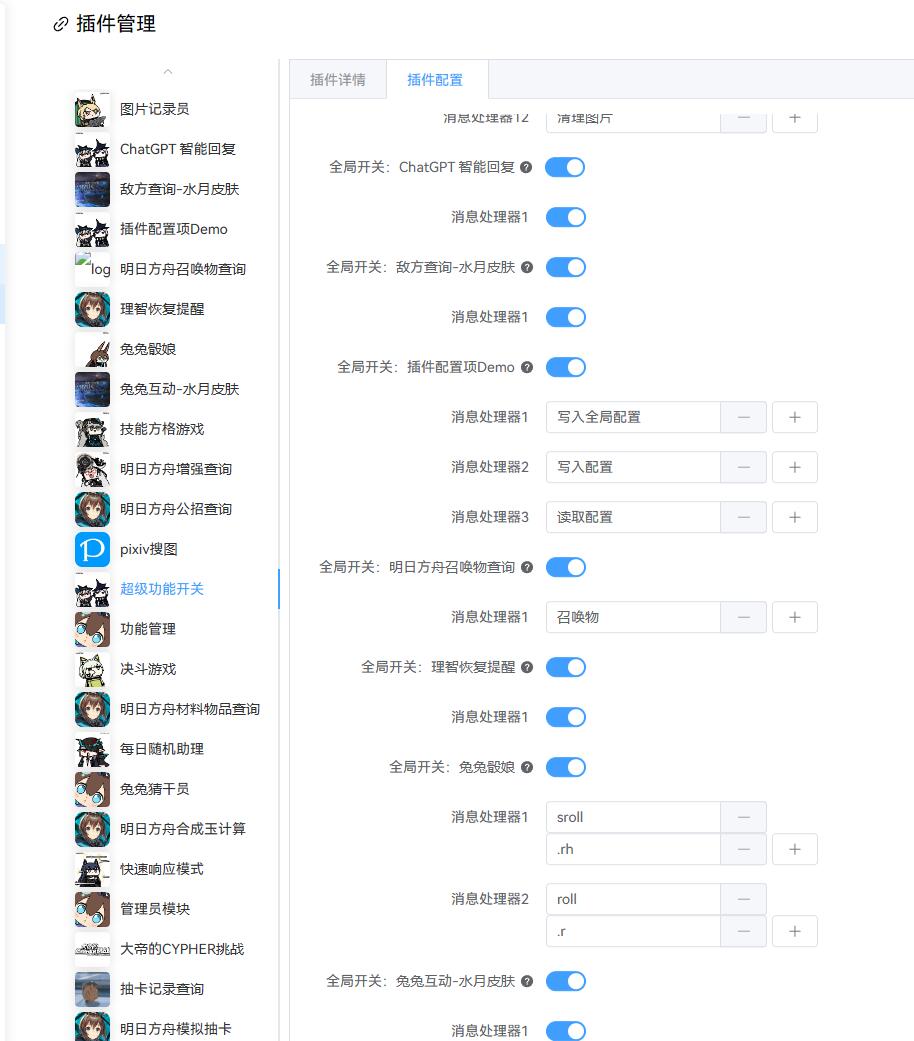 插件管理
图片记录员
ChatGPT 智能回复
敌方查询-水月皮肤
插件配置项Demo
log
明日方舟召唤物查询
理智恢复提醒
兔兔骰娘
兔兔互动-水月皮肤
技能方格游戏
明日方舟增强查询
明日方舟公招查询
pixiv搜图
超级功能开关
功能管理
决斗游戏
明日方舟材料物品查询
每日随机助理
兔兔猜干员
明日方舟合成玉计算
快速响应模式
管理员模块
大帝的CYPHER挑战
抽卡记录查询
明日方舟模拟抽卡
插件详情
插件配置
消息处理器12 清理图片
全局开关：ChatGPT 智能回复
消息处理器1
全局开关：敌方查询-水月皮肤
消息处理器1
全局开关：插件配置项Demo
消息处理器1 写入全局配置
消息处理器2 写入配置
消息处理器3 读取配置
全局开关：明日方舟召唤物查询
消息处理器1 召唤物
全局开关：理智恢复提醒
消息处理器1
全局开关：兔兔骰娘
消息处理器1 sroll
.rh
消息处理器2 roll
.r
全局开关：兔兔互动-水月皮肤
消息处理器1